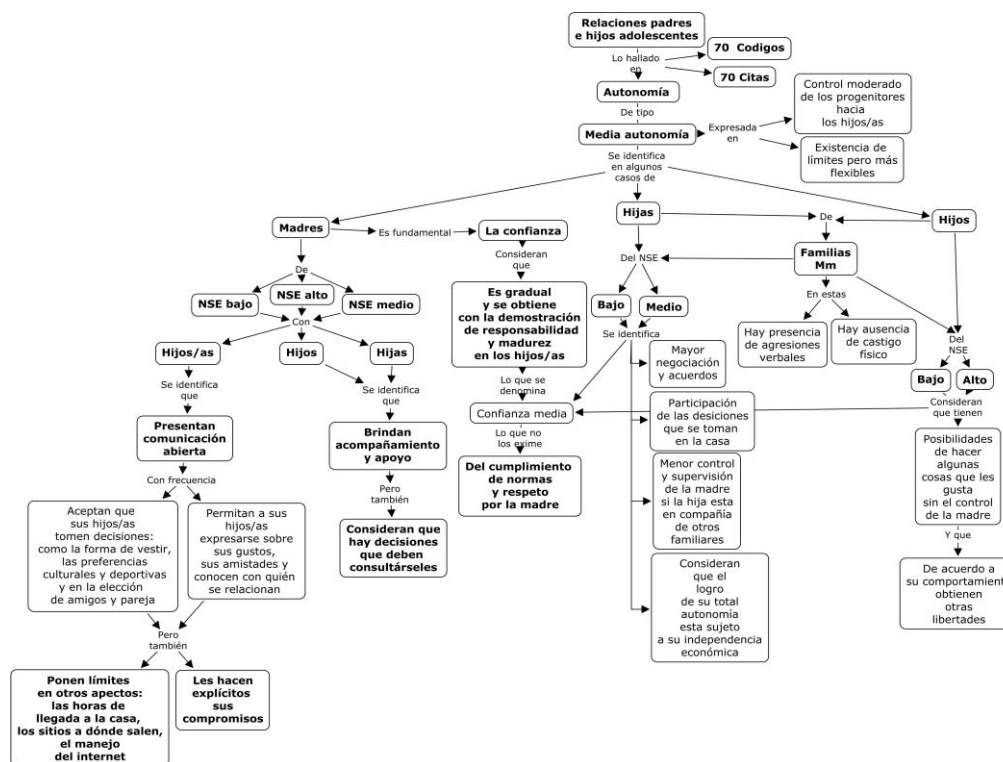 Relaciones padres
e hijos adolescentes
Lo hallado
en
70 Codigos
70 Citas
Autonomía
De tipo
Media autonomía
Expresada
en
Control moderado
de los progenitores
hacia
los hijos/as
Existencia de
límites pero más
flexibles
Se identifica
en algunos
casos de
Madres
Es fundamental
La confianza
Hijas
De
Hijos
Familias
Mm
De
NSE bajo
NSE alto
NSE medio
Con
Hijos/as
Hijos
Hijas
Se identifica
que
Presentan
comunicación
abierta
Con frecuencia
Aceptan que
sus hijos/as
tomen decisiones:
como la forma de vestir,
las preferencias
culturales y deportivas
y en la elección
de amigos y pareja
Permitan a sus
hijos/as
expresarse sobre
sus gustos,
sus amistades y
conocen con quién
se relacionan
Pero
también
Ponen límites
en otros apectos:
las horas de
llegada a la casa,
los sitios a dónde salen,
el manejo
del internet
Les hacen
explícitos
sus
compromisos
Se identifica
que
Brindan
acompañamiento
y apoyo
Pero
también
Consideran que
hay decisiones
que deben
consultárseles
Consideran
que
Es gradual
y se obtiene
con la demostración
de responsabilidad
y madurez
en los hijos/as
Lo que se
denomina
Confianza media
Lo que no
los exime
Del cumplimiento
de normas
y respeto
por la madre
Del NSE
Bajo
Medio
Se identifica
Mayor
negociación
y acuerdos
Participación
de las desiciones
que se toman
en la casa
Menor control
y supervisión
de la madre
si la hija esta
en compañía
de otros
familiares
Consideran
que el
logro
de su total
autonomía
esta sujeto
a su independencia
económica
En estas
Hay presencia
de agresiones
verbales
Hay ausencia
de castigo
físico
Del
NSE
Bajo
Alto
Consideran
que tienen
Posibilidades
de hacer
algunas
cosas que les
gusta
sin el control
de la madre
Y que
De acuerdo a
su comportamient
obtienen
otras
libertades